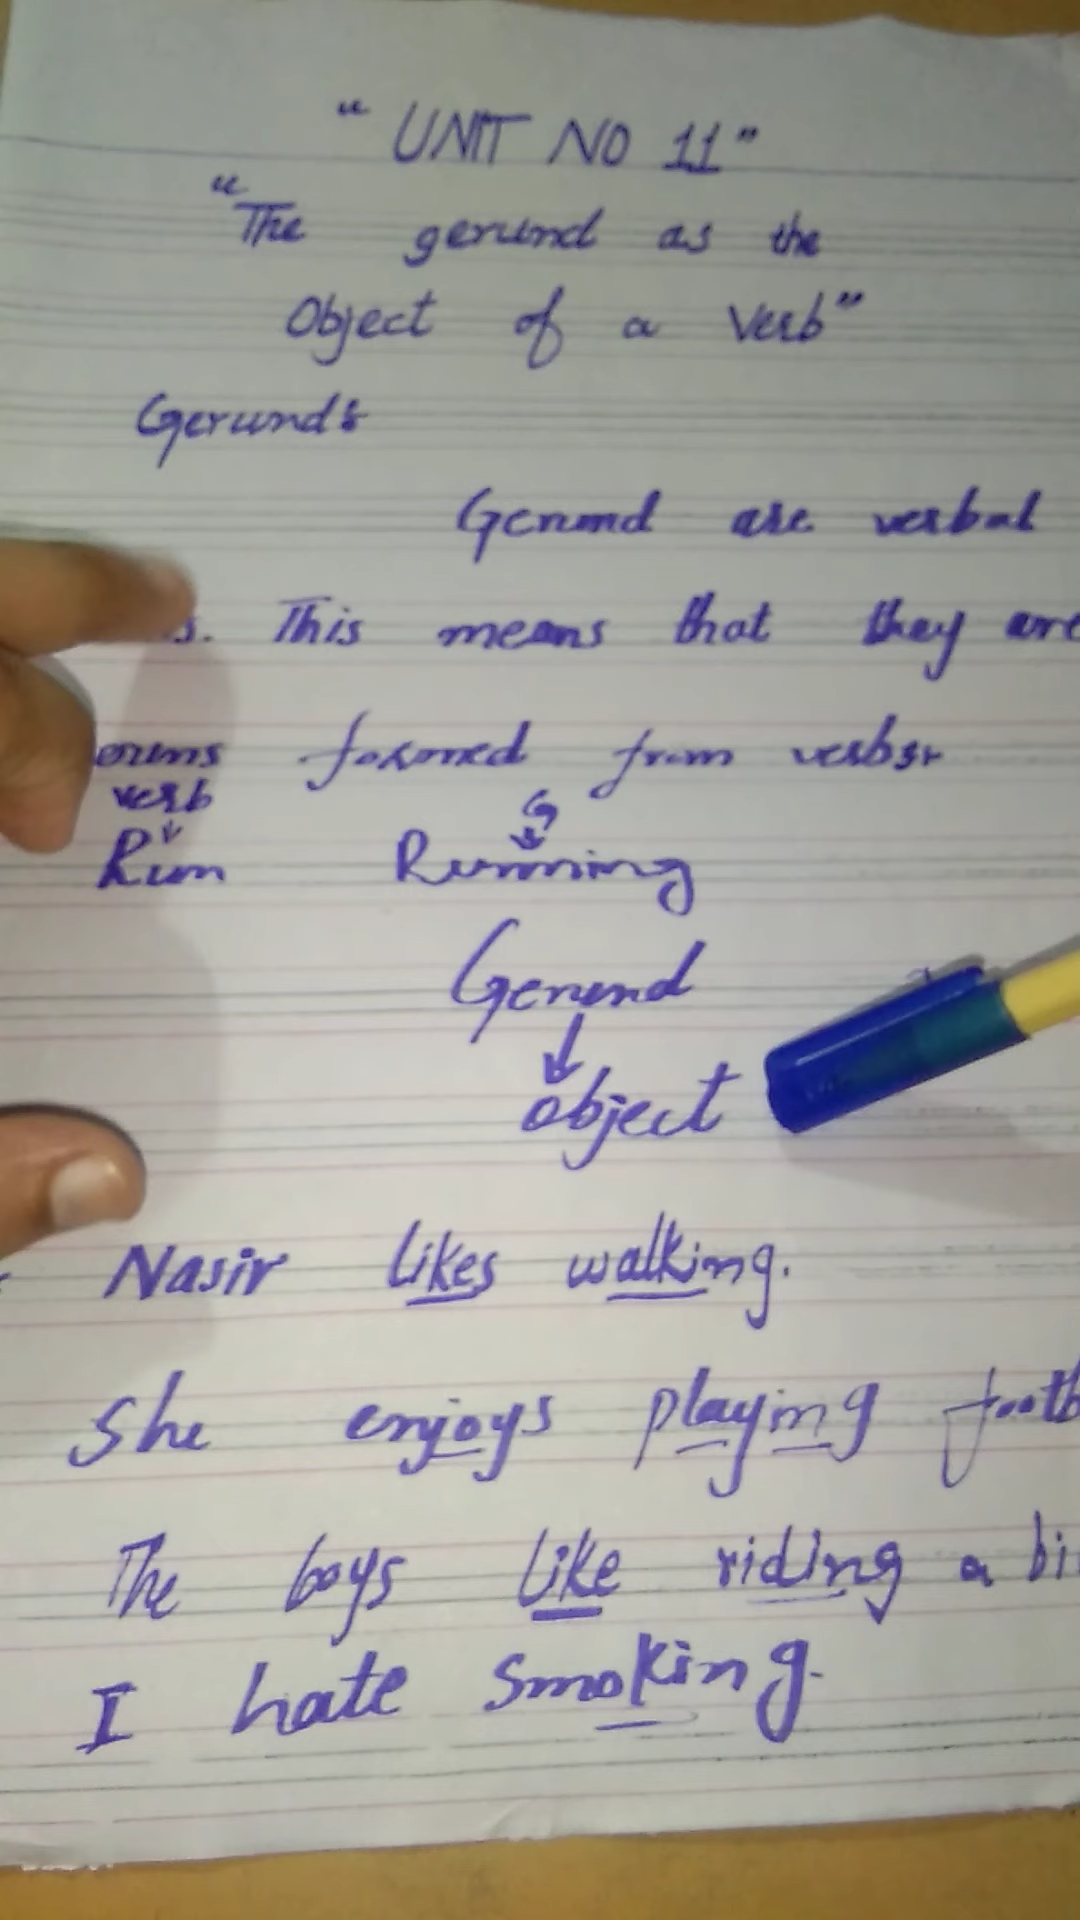 “ UNIT NO 11”
“The gerund as the
Object of a Verb”
Gerunds
Gerund are verbal
This means that they are
formed from verbs.
verb G
Run Running
Gerund
object
Nasir likes walking.
She enjoys playing
The boys like riding a
I hate smoking.